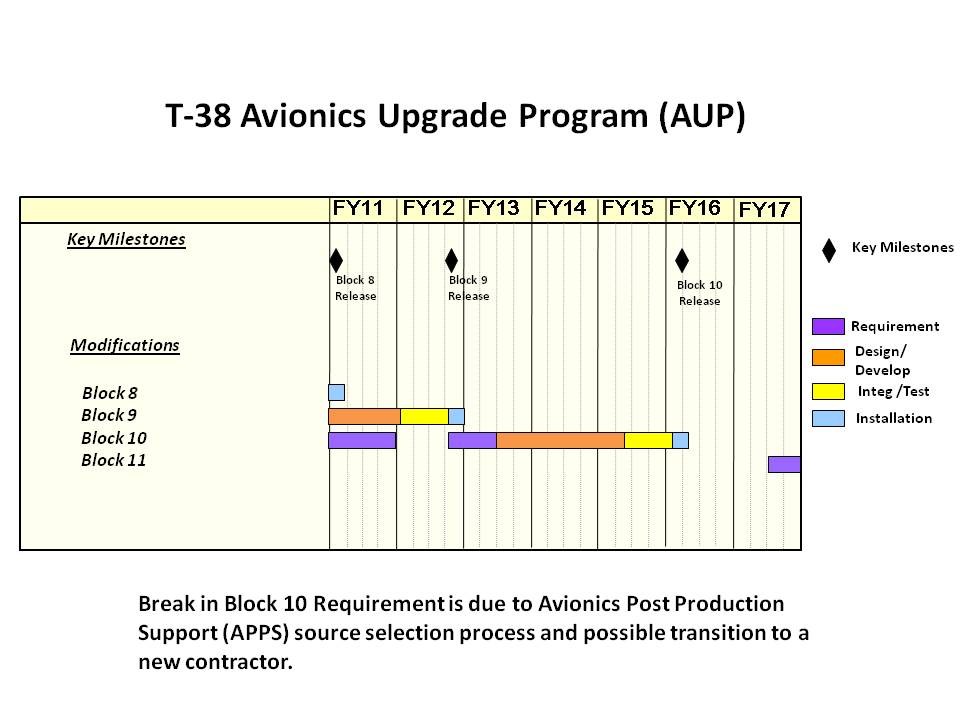 T-38 Avionics Upgrade Program (AUP)
FY11 FY12 FY13 FY14 FY15 FY16 FY17
Key Milestones
Block 8
Release
Block 9
Release
Block 10
Release
Modifications
Block 8
Block 9
Block 10
Block 11
Key Milestones
Requirement
Design/
Develop
Integ /Test
Installation
Break in Block 10 Requirement is due to Avionics Post Production
Support (APPS) source selection process and possible transition to a
new contractor.